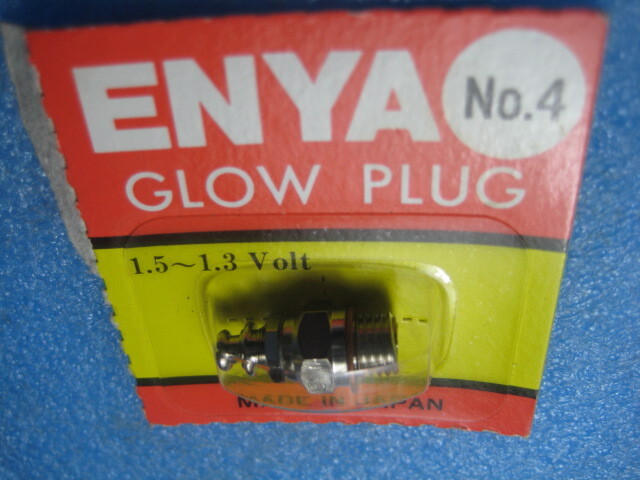 ENYA No.4
GLOW PLUG
1.5~1.3 Volt
MADE IN JAPAN